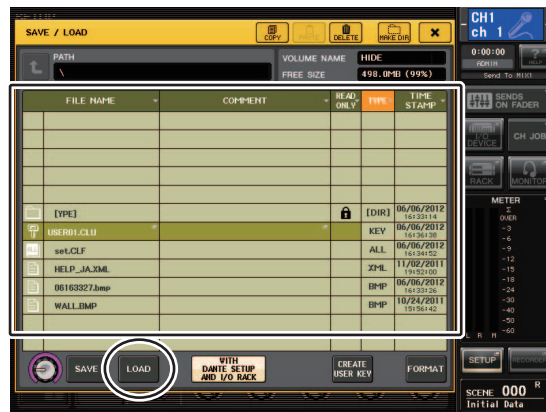 SETUP
SAVE / LOAD
COPY
PASTE
DELETE
MAKE DIR
CH1
ch 1
PATH
\
VOLUME NAME HIDE
FREE SIZE 498.0MB (99%)
0:00:00
ADMIN
?
HELP
Send To MIX1
FILE NAME COMMENT READ ONLY TYPE TIME STAMP
[YPE] [DIR] 06/06/2012 16:33:14
USER01.CLU KEY 06/06/2012 16:36:38
ALL set.CLF ALL 06/06/2012 16:34:52
HELP_JA.XML XML 11/02/2011 19:52:00
06163327.bmp BMP 06/06/2012 16:33:26
WALL.BMP BMP 10/24/2011 15:56:42
SENDS ON FADER
I/O DEVICE
CH JOB
RACK
MONITOR
METER
Σ
OVER
-3
-6
-9
-12
-15
-18
-24
-30
-40
-50
-60
L R M
SAVE
LOAD
WITH DANTE SETUP AND I/O RACK
CREATE USER KEY
FORMAT
SETUP
RECORDER
SCENE 000 R
Initial Data